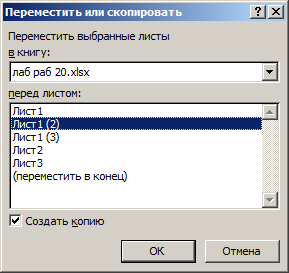 Переместить или скопировать
Переместить выбранные листы
в книгу:
лаб раб 20.xlsx
перед листом:
Лист1
Лист1 (2)
Лист1 (3)
Лист2
Лист3
(переместить в конец)
Создать копию
ОК
Отмена